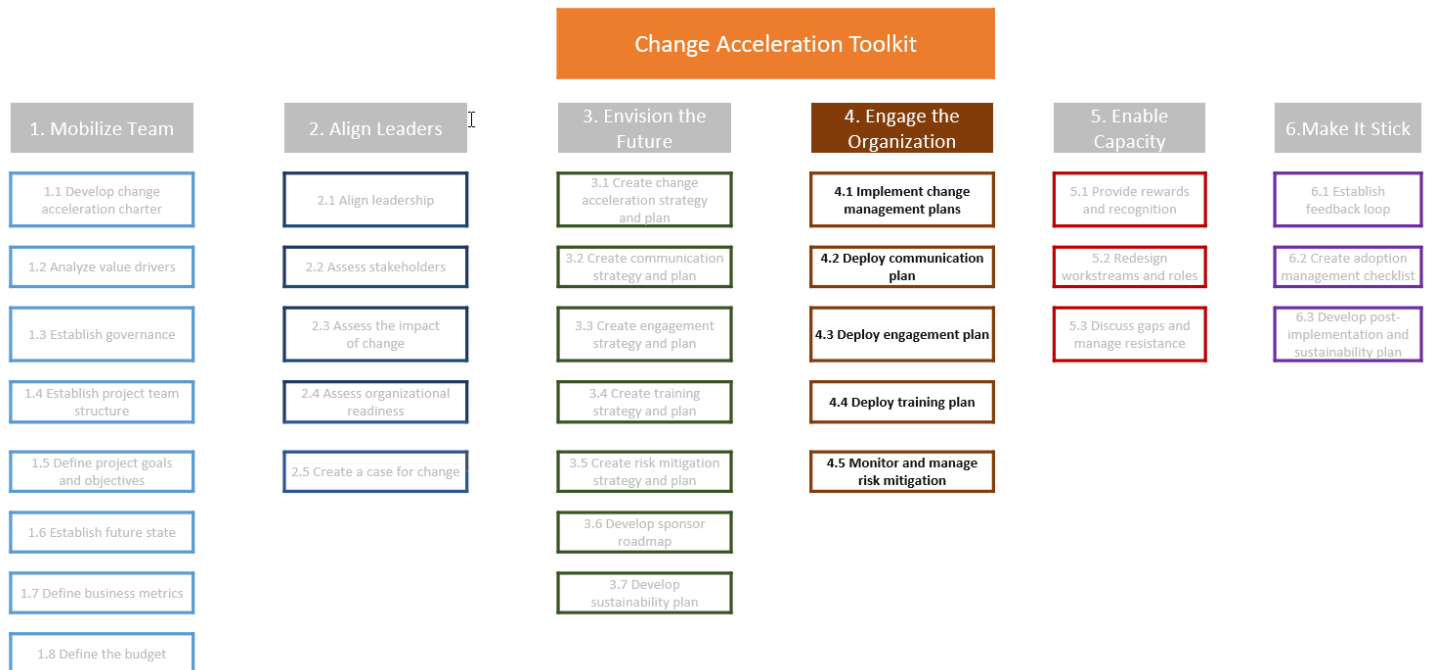 Change Acceleration Toolkit
1. Mobilize Team
1.1 Develop change
acceleration charter
1.2 Analyze value drivers
1.3 Establish governance
1.4 Establish project team
structure
1.5 Define project goals
and objectives
1.6 Establish future state
1.7 Define business metrics
1.8 Define the budget
2. Align Leaders
2.1 Align leadership
2.2 Assess stakeholders
2.3 Assess the impact
of change
2.4 Assess organizational
readiness
2.5 Create a case for change
3. Envision the
Future
3.1 Create change
acceleration strategy
and plan
3.2 Create communication
strategy and plan
3.3 Create engagement
strategy and plan
3.4 Create training
strategy and plan
3.5 Create risk mitigation
strategy and plan
3.6 Develop sponsor
roadmap
3.7 Develop
sustainability plan
4. Engage the
Organization
4.1 Implement change
management plans
4.2 Deploy communication
plan
4.3 Deploy engagement plan
4.4 Deploy training plan
4.5 Monitor and manage
risk mitigation
5. Enable
Capacity
5.1 Provide rewards
and recognition
5.2 Redesign
workstreams and roles
5.3 Discuss gaps and
manage resistance
6.Make It Stick
6.1 Establish
feedback loop
6.2 Create adoption
management checklist
6.3 Develop post-
implementation and
sustainability plan